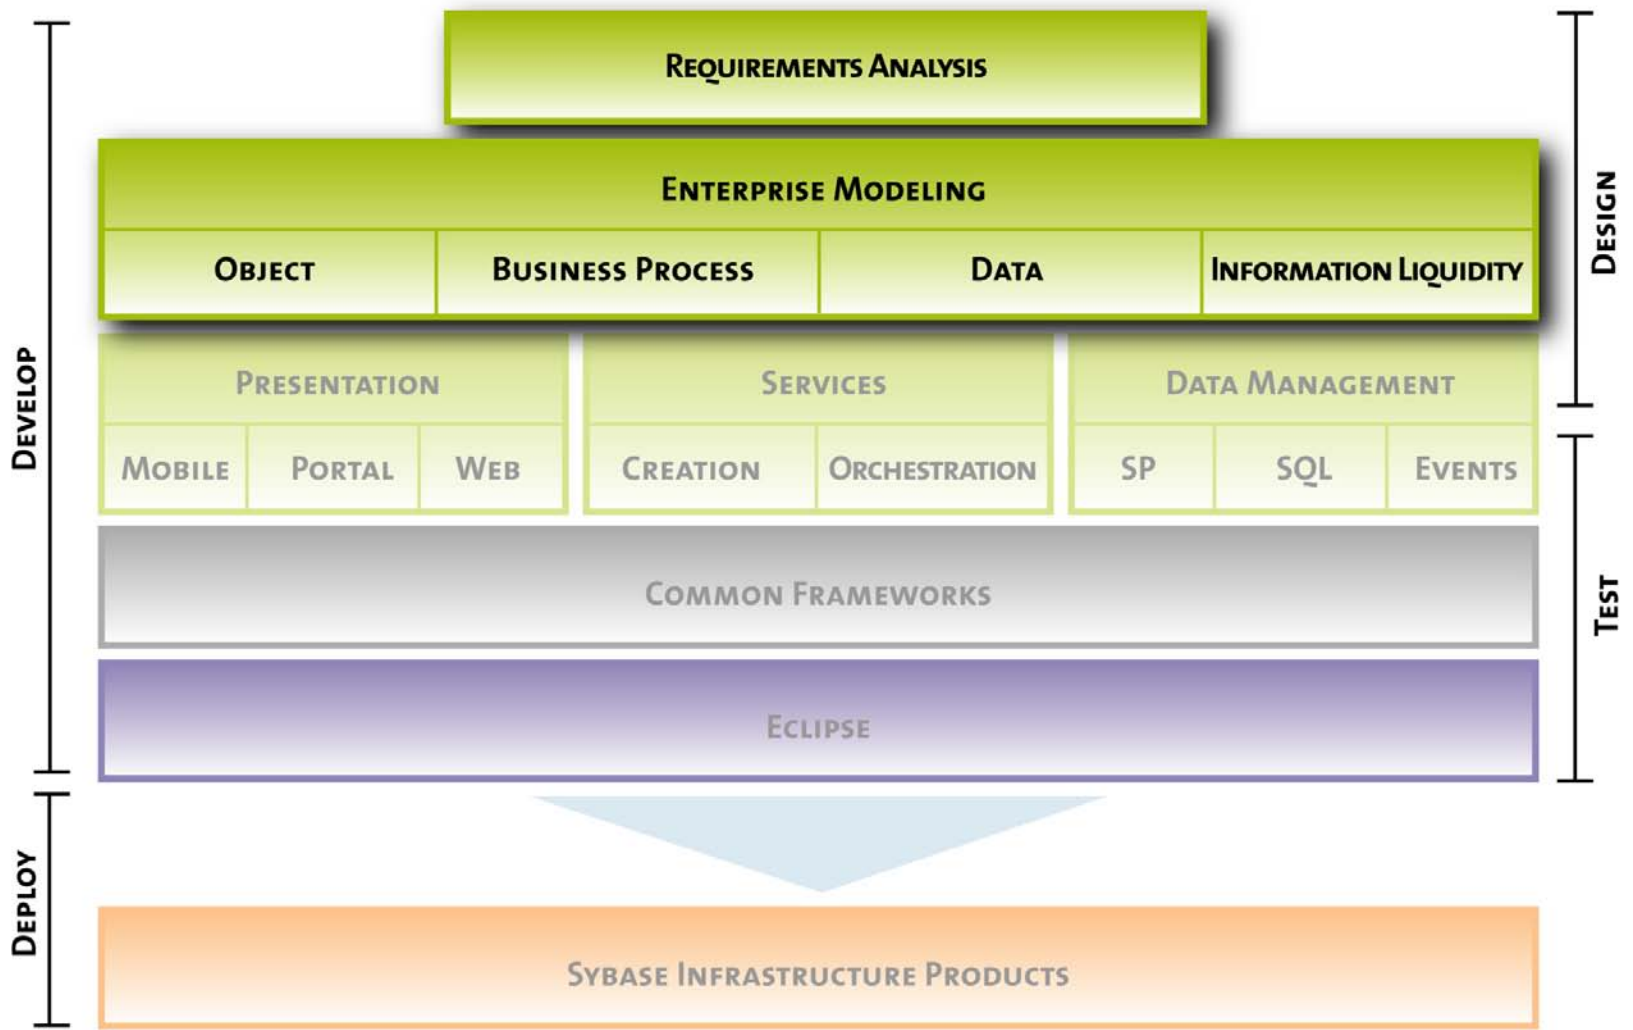 REQUIREMENTS ANALYSIS
ENTERPRISE MODELING
OBJECT
BUSINESS PROCESS
DATA
INFORMATION LIQUIDITY
PRESENTATION
SERVICES
DATA MANAGEMENT
MOBILE
PORTAL
WEB
CREATION
ORCHESTRATION
SP
SQL
EVENTS
COMMON FRAMEWORKS
ECLIPSE
SYBASE INFRASTRUCTURE PRODUCTS
DEVELOP
DEPLOY
DESIGN
TEST